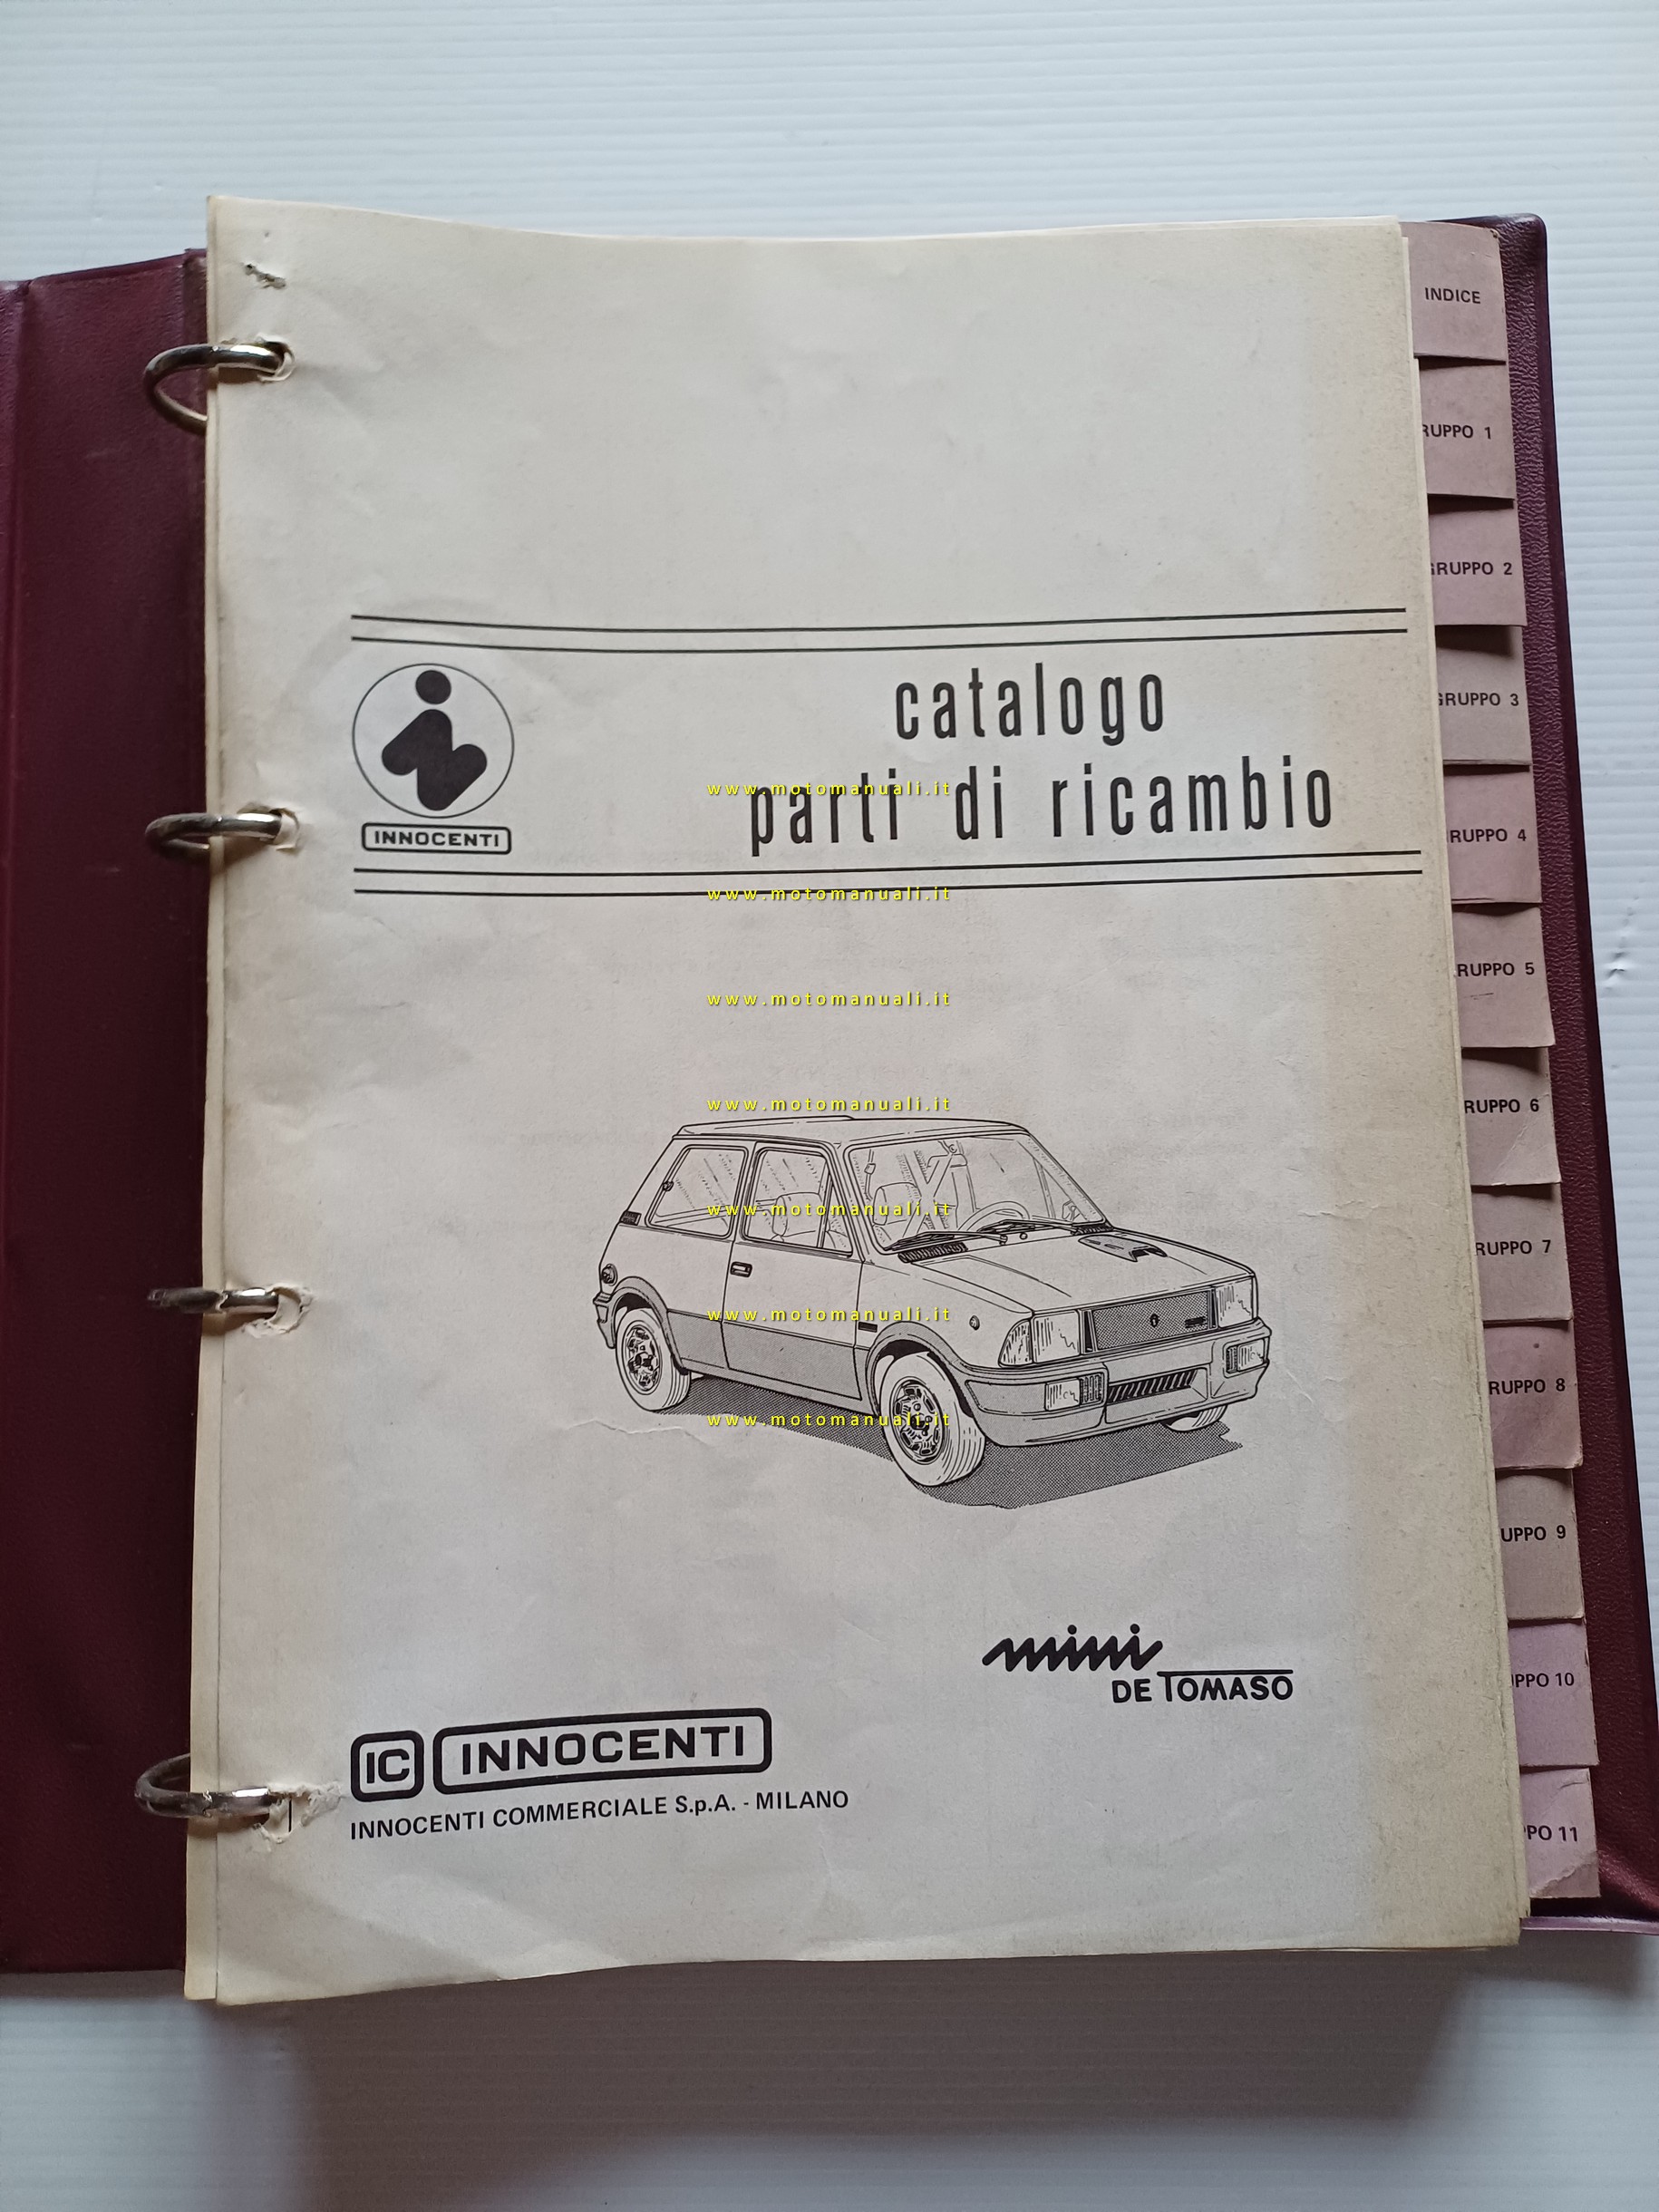 INDICE
RUPPO 1
GRUPPO 2
GRUPPO 3
RUPPO 4
RUPPO 5
RUPPO 6
RUPPO 7
RUPPO 8
UPPO 9
PPO 10
PPO 11
catalogo
parti di ricambio
INNOCENTI
www.motomanuali.it
www.motomanuali.it
www.motomanuali.it
www.motomanuali.it
www.motomanuali.it
www.motomanuali.it
www.motomanuali.it
mini
DE TOMASO
IC INNOCENTI
INNOCENTI COMMERCIALE S.p.A. - MILANO